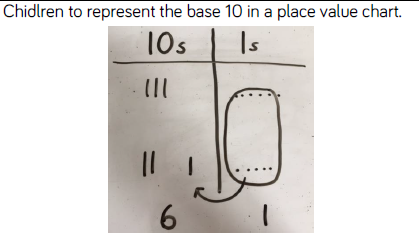 Chidlren to represent the base 10 in a place value chart.
10s 1s
6 1